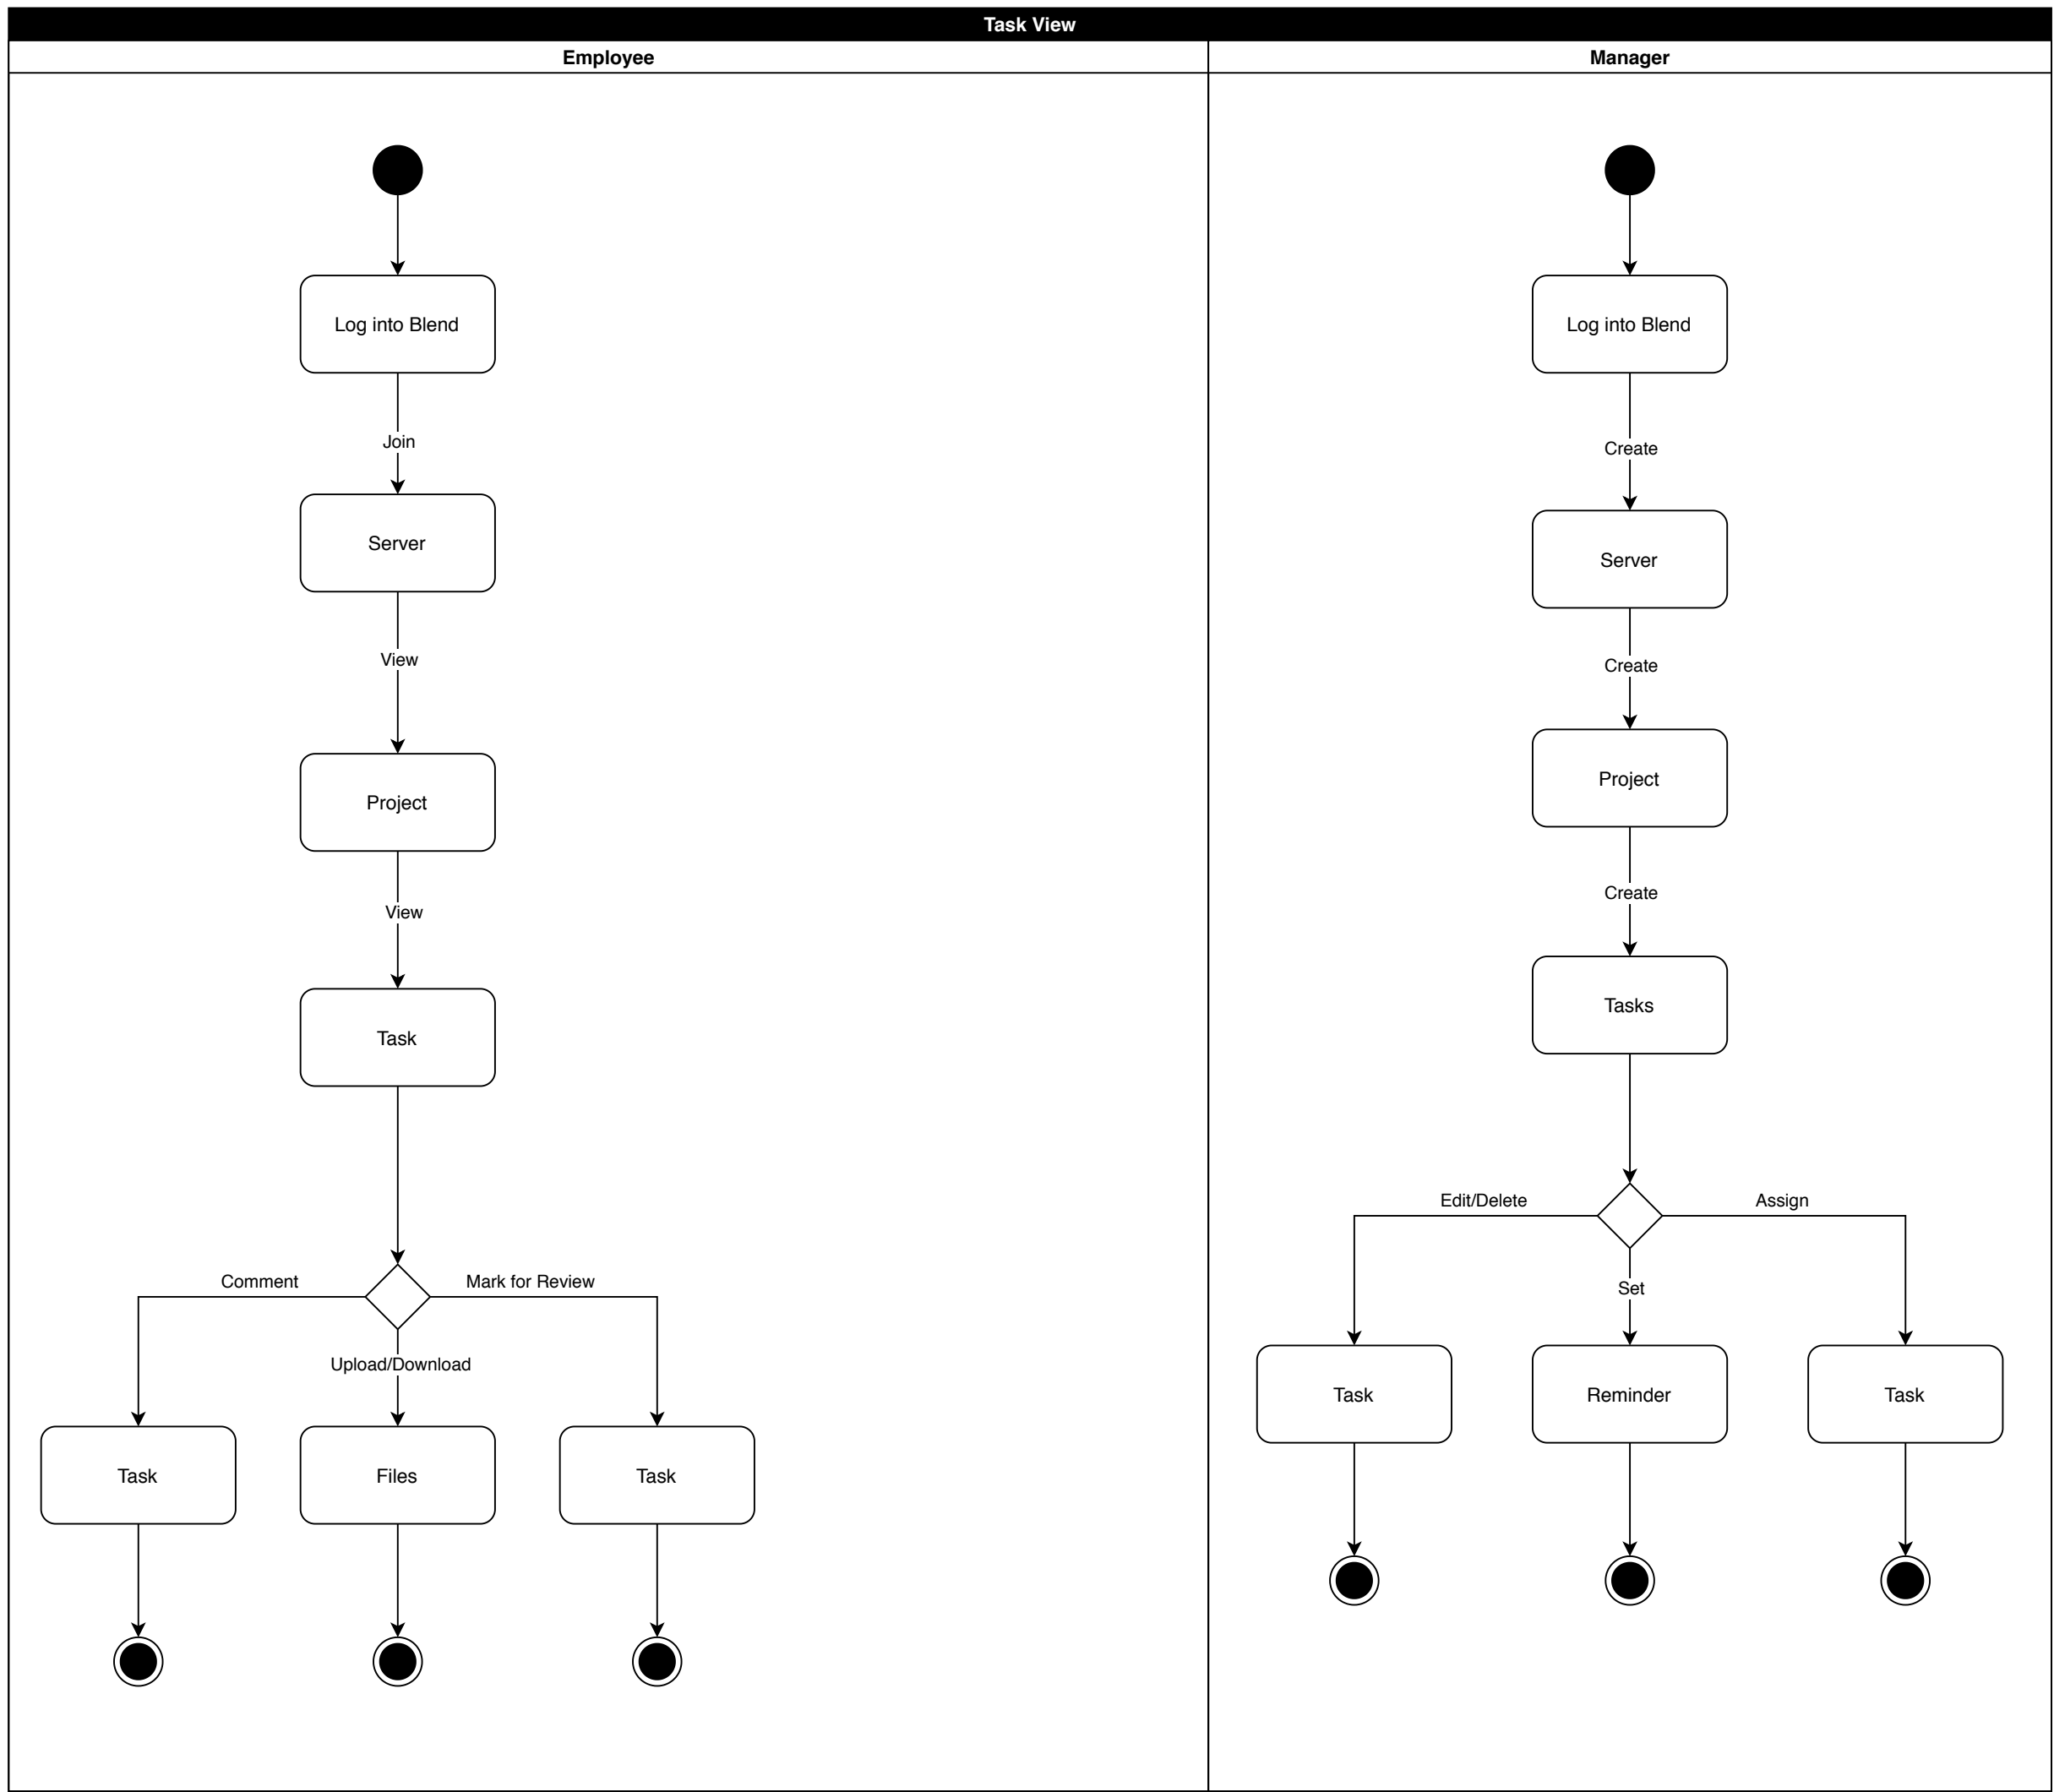 Task View
Employee
Manager
Log into Blend
Join
Server
View
Project
View
Task
Comment
Mark for Review
Upload/Download
Task
Files
Task
Log into Blend
Create
Server
Create
Project
Create
Tasks
Edit/Delete
Assign
Set
Task
Reminder
Task